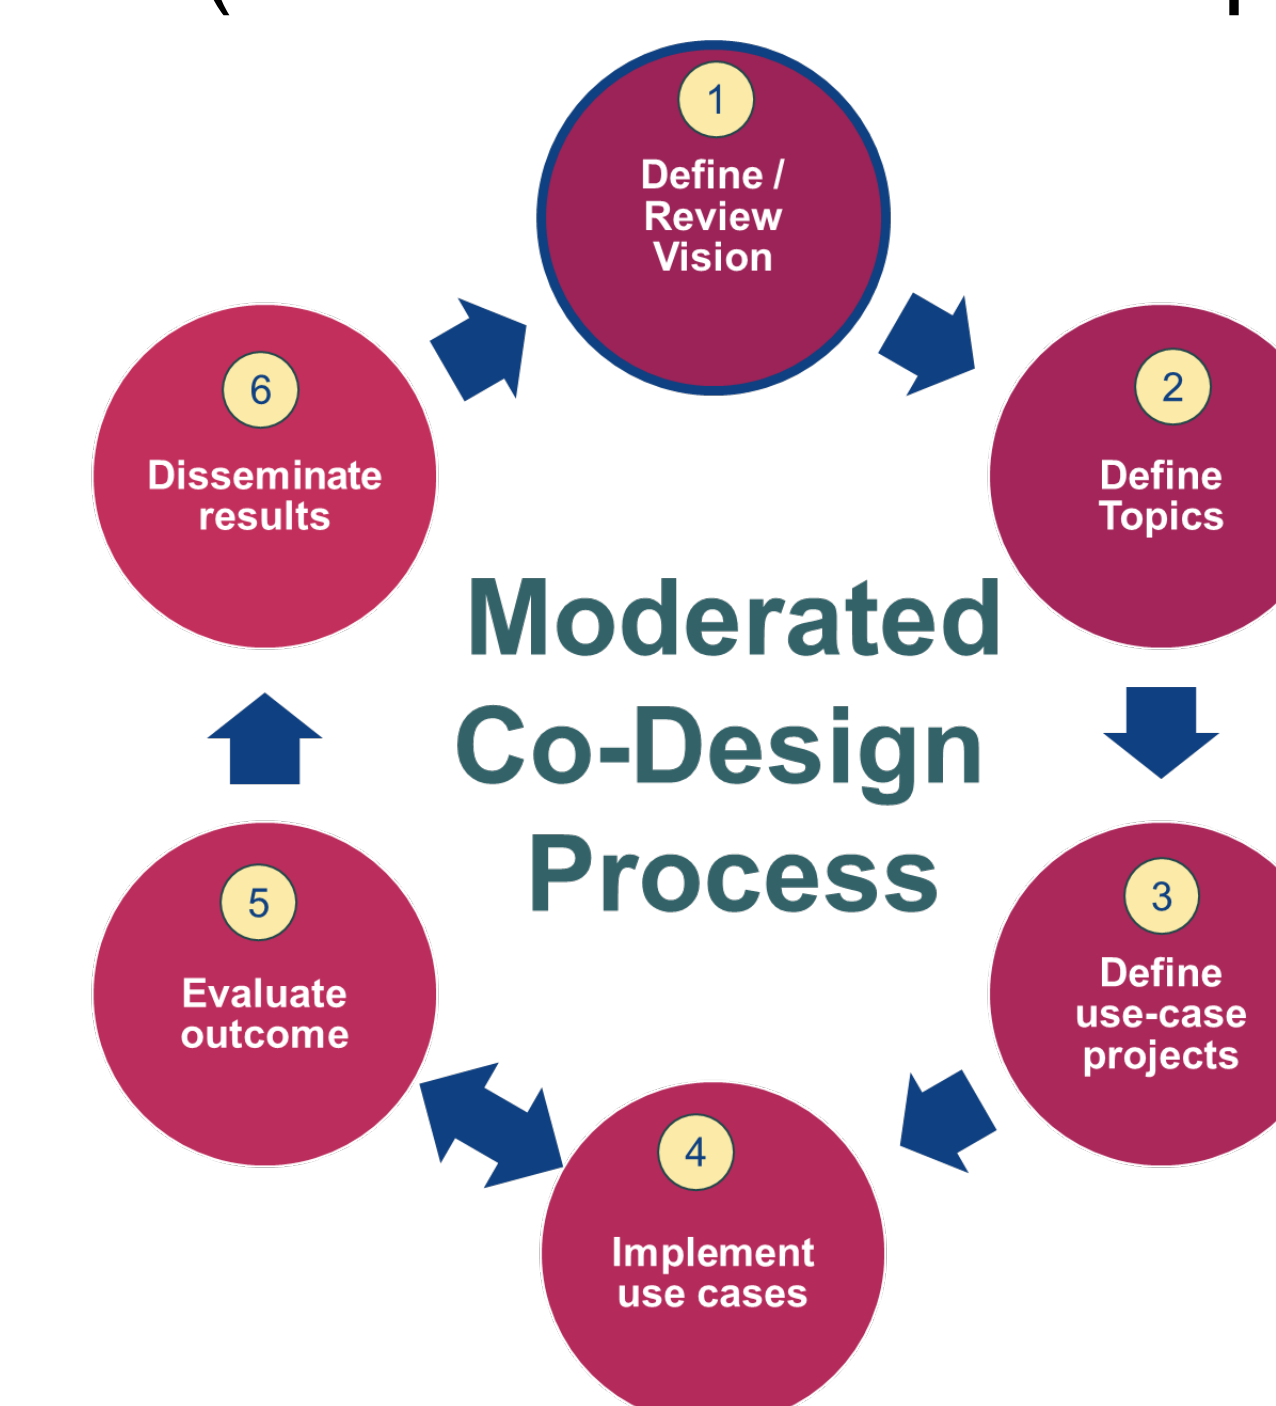 1
Define /
Review
Vision
2
Define
Topics
3
Define
use-case
projects
4
Implement
use cases
5
Evaluate
outcome
6
Disseminate
results
Moderated
Co-Design
Process